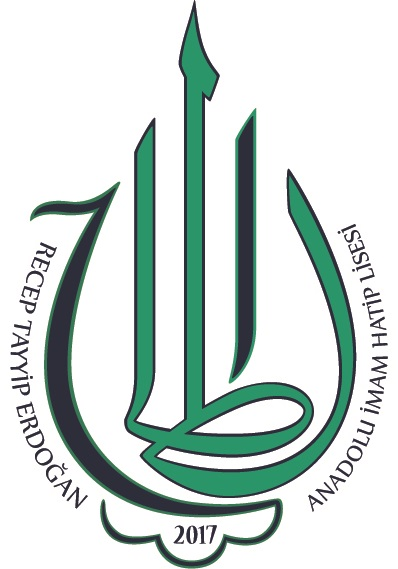 RECEP TAYYİP ERDOĞAN
ANADOLU İMAM HATİP LİSESİ
2017